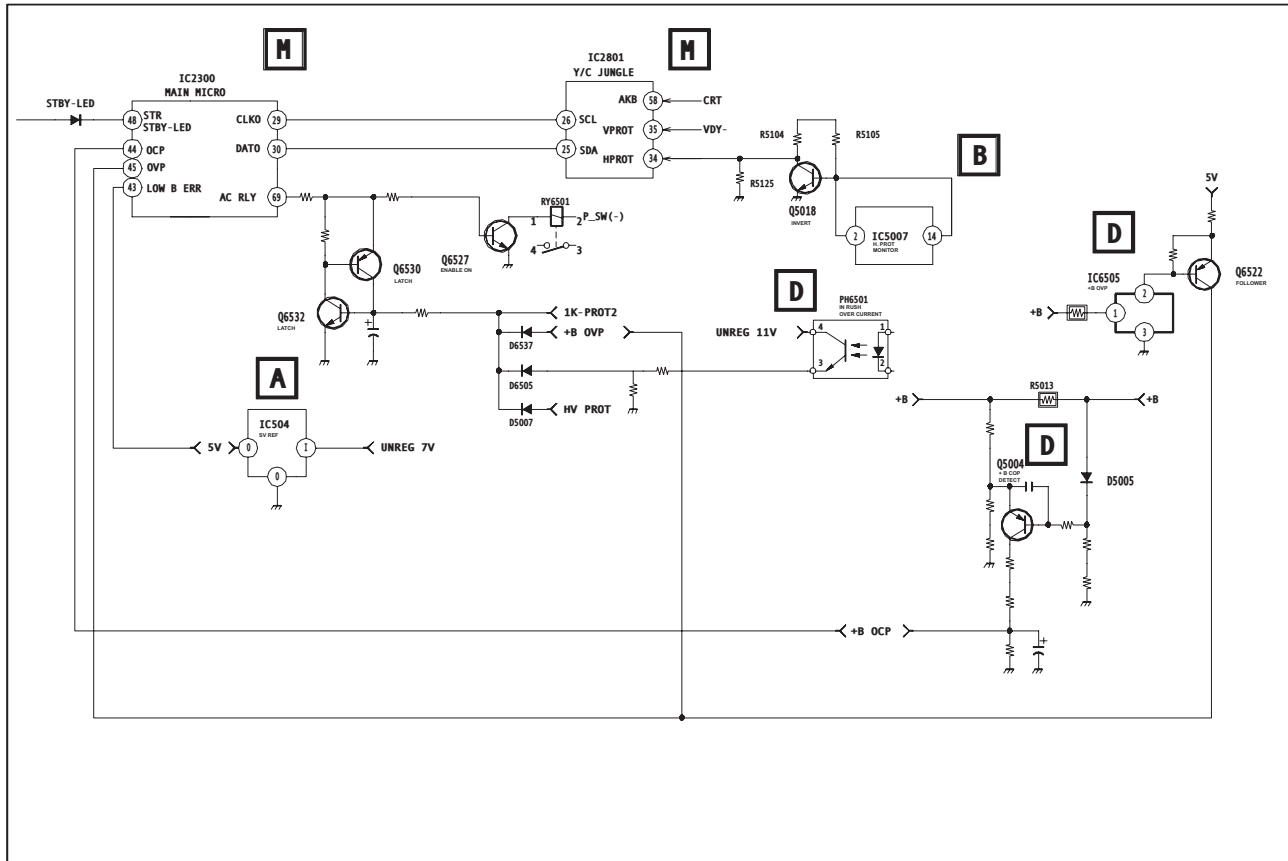 M
M
IC2300
MAIN MICRO
IC2801
Y/C JUNGLE
STBY-LED
48
STR
STBY-LED
CLKO
29
44
OCP
DATO
30
45
OVP
43
LOW B ERR
AC RLY
69
AKB
58
CRT
26
SCL
VPROT
35
VDY-
25
SDA
HPROT
34
R5104
R5105
R5125
Q5018
INVERT
B
2
IC5007
H. PROT
MONITOR
14
RY6501
1
2
P_SW(-)
4
3
Q6527
ENABLE ON
Q6530
LATCH
Q6532
LATCH
1K-PROT2
+B OVP
D6537
D6505
HV PROT
D5007
D
PH6501
IN RUSH
OVER CURRENT
UNREG 11V
4
1
3
2
5V
D
IC6505
+B OVP
Q6522
FOLLOWER
2
+B
1
3
A
IC504
5V REF
5V
O
I
UNREG 7V
0
+B
R5013
+B
D
Q5004
+ B COP
DETECT
D5005
+B OCP
+
+